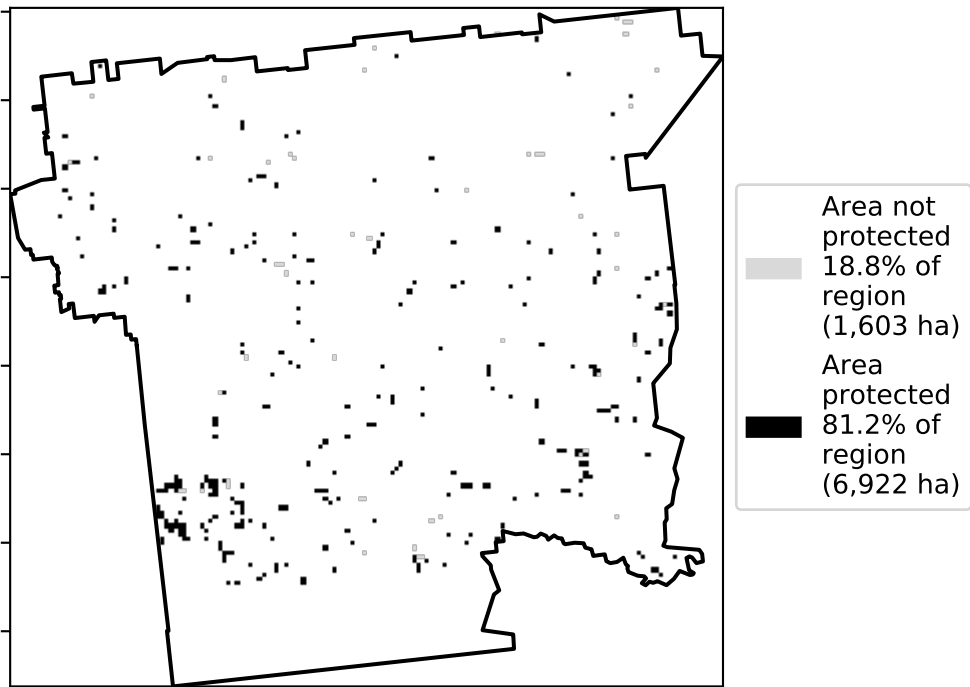 Area not
protected
18.8% of
region
(1,603 ha)
Area
protected
81.2% of
region
(6,922 ha)